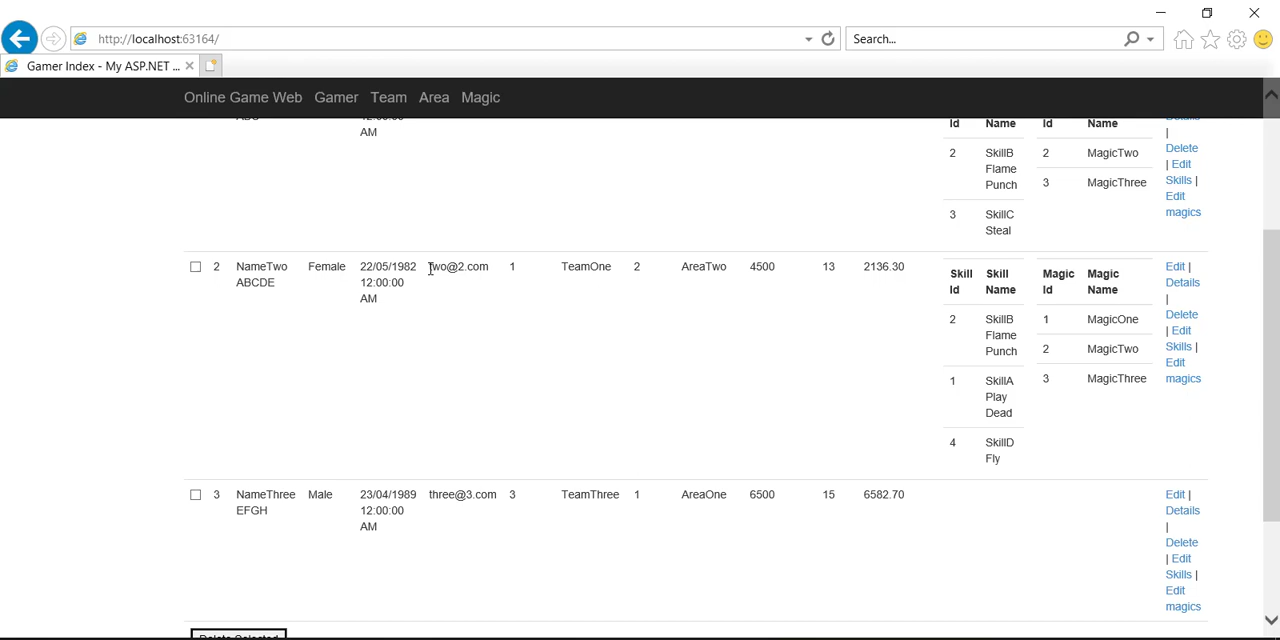 http://localhost:63164/
Search...
Gamer Index - My ASP.NET ...
Online Game Web Gamer Team Area Magic
AM
Id Name Id Name
2 SkillB Flame Punch
3 SkillC Steal
2 MagicTwo
3 MagicThree
|
Delete
| Edit
Skills |
Edit
magics
2 NameTwo ABCDE Female 22/05/1982 12:00:00 AM two@2.com 1 TeamOne 2 AreaTwo 4500 13 2136.30
Skill Id Skill Name
2 SkillB Flame Punch
1 SkillA Play Dead
4 SkillD Fly
Magic Id Magic Name
1 MagicOne
2 MagicTwo
3 MagicThree
Edit |
Details
|
Delete
| Edit
Skills |
Edit
magics
3 NameThree EFGH Male 23/04/1989 12:00:00 AM three@3.com 3 TeamThree 1 AreaOne 6500 15 6582.70
Edit |
Details
|
Delete
| Edit
Skills |
Edit
magics
Delete Selected